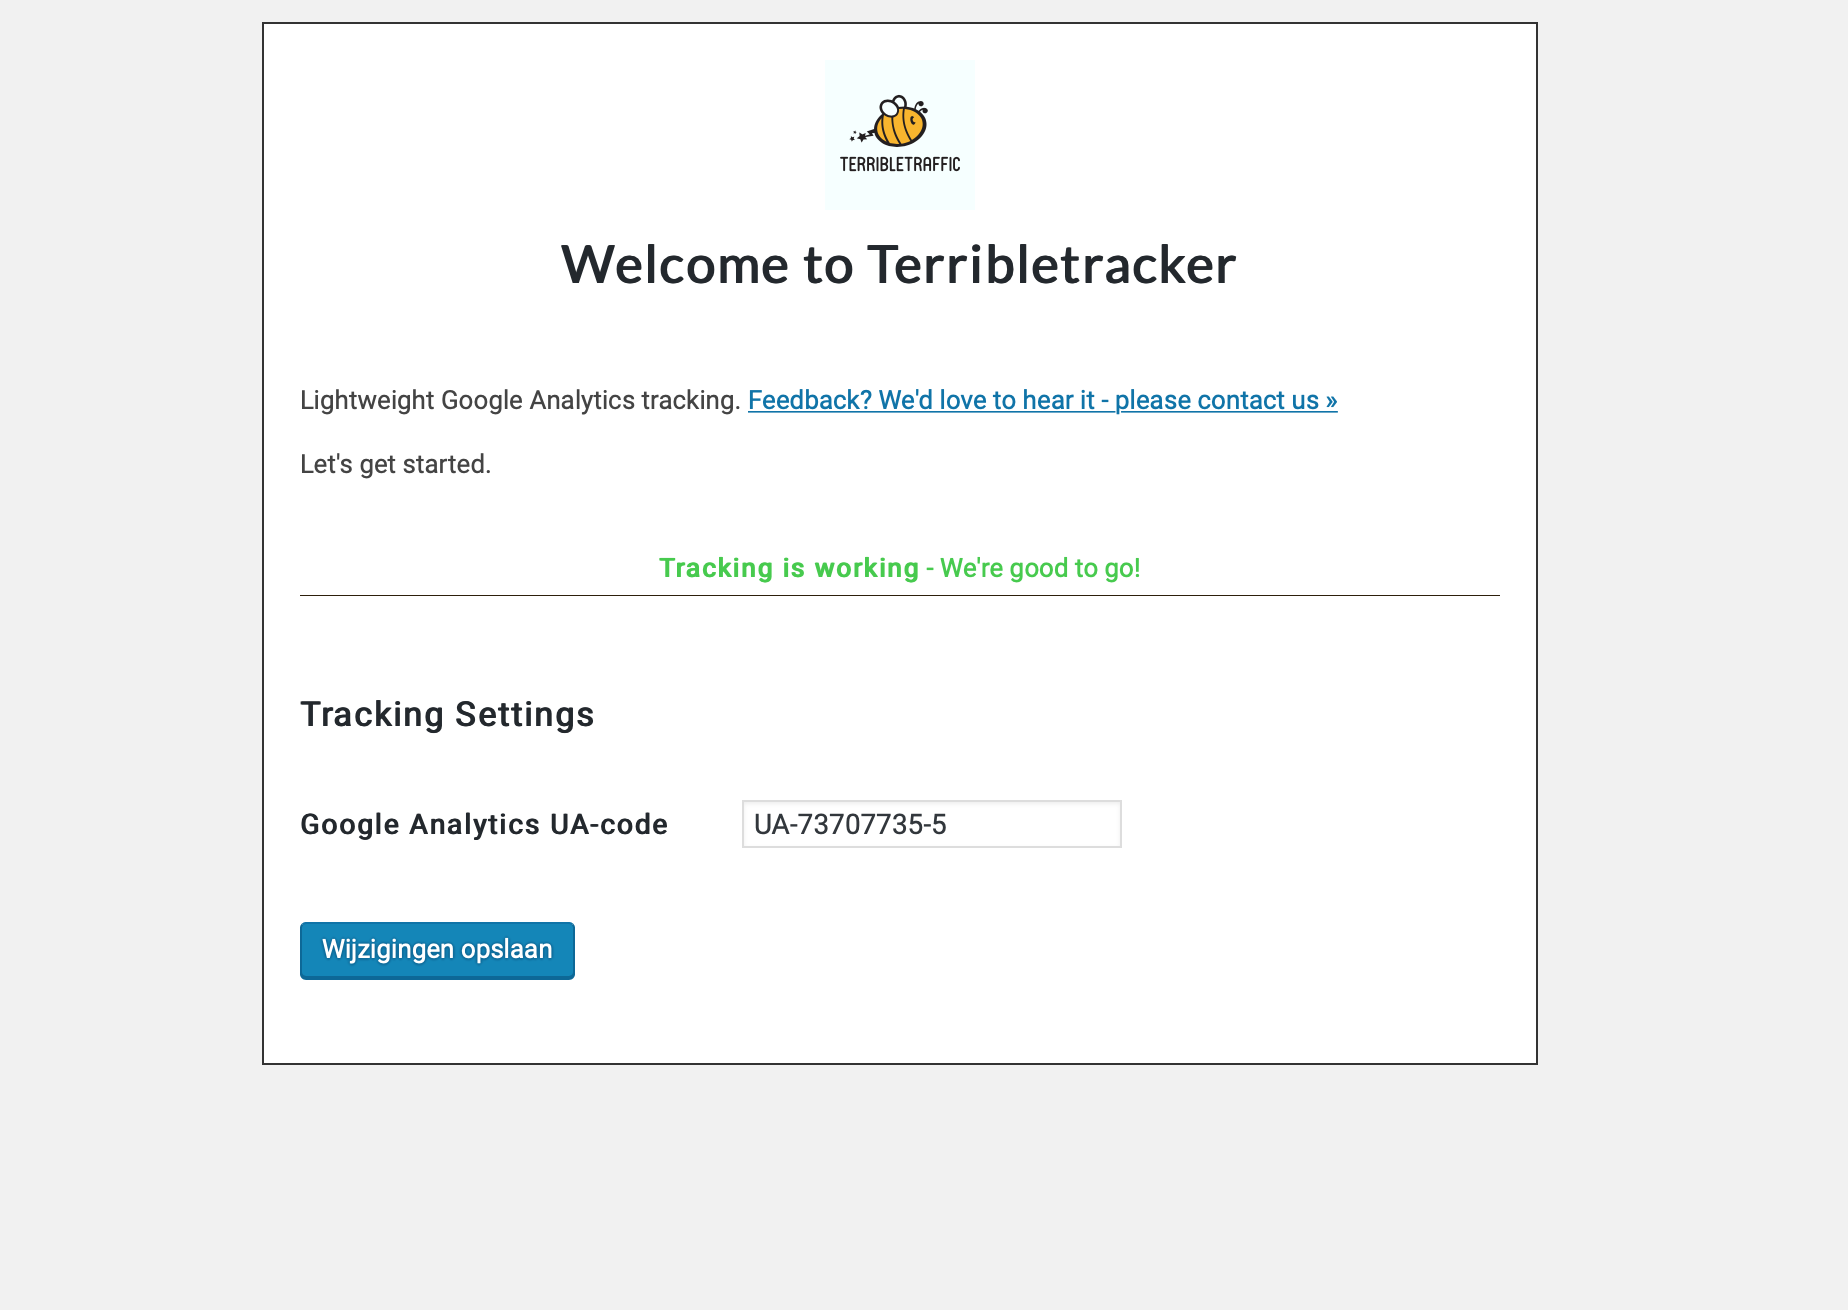 TERRIBLETRAFFIC
Welcome to Terribletracker
Lightweight Google Analytics tracking. Feedback? We'd love to hear it - please contact us »
Let's get started.
Tracking is working - We're good to go!
Tracking Settings
Google Analytics UA-code UA-73707735-5
Wijzigingen opslaan